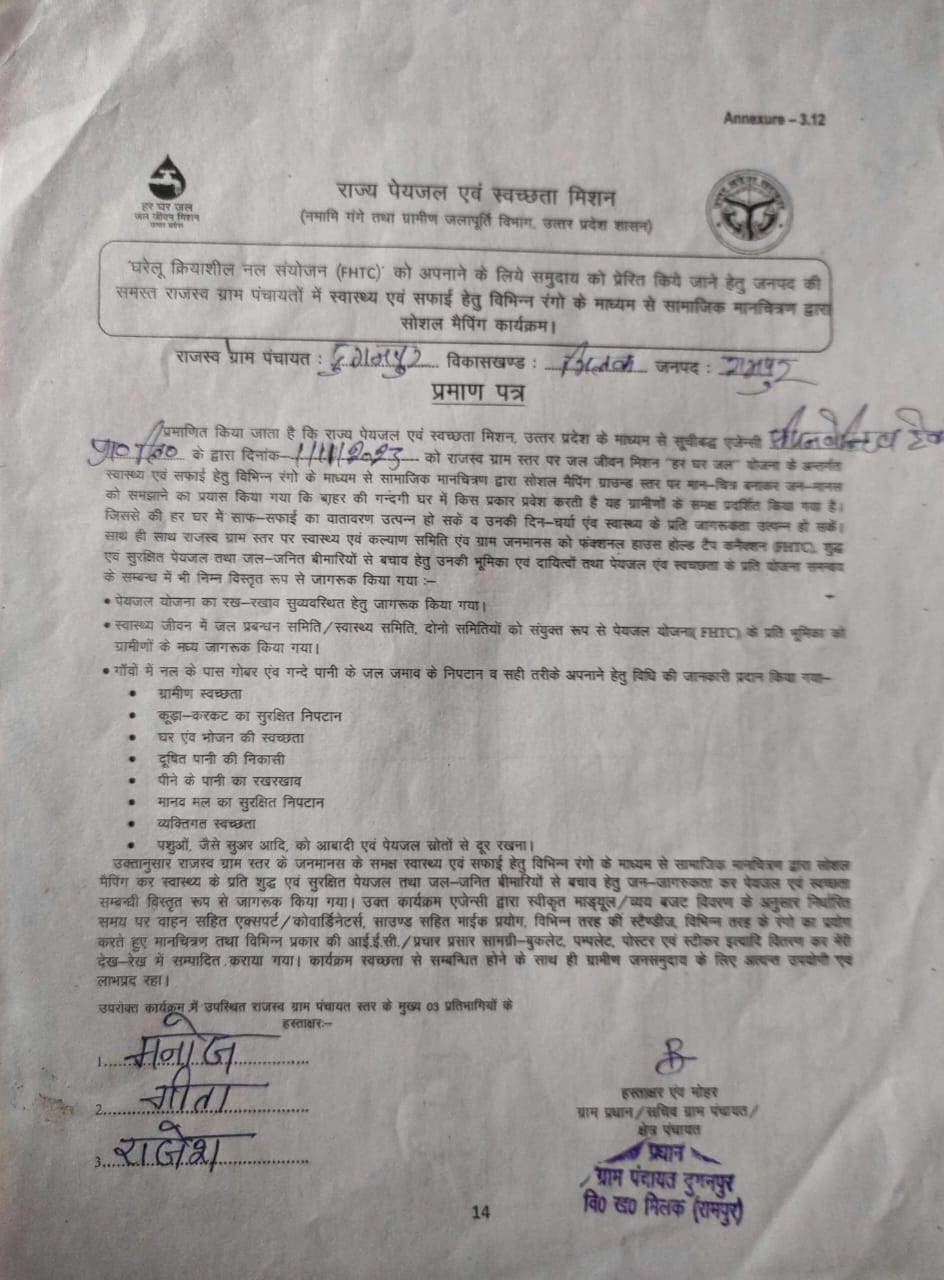 Annexure – 3.12
हर घर जल
जल जीवन मिशन
उत्तर प्रदेश
राज्य पेयजल एवं स्वच्छता मिशन
(नमामि गंगे तथा ग्रामीण जलापूर्ति विभाग, उत्तर प्रदेश शासन)
'घरेलू क्रियाशील नल संयोजन (FHTC)' को अपनाने के लिये समुदाय को प्रेरित किये जाने हेतु जनपद की
समस्त राजस्व ग्राम पंचायतों में स्वास्थ्य एवं सफाई हेतु विभिन्न रंगो के माध्यम से सामाजिक मानचित्रण द्वारा
सोशल मैपिंग कार्यक्रम।
राजस्व ग्राम पंचायत : दुगनपुर विकासखण्ड : मिलक जनपद : रामपुर
प्रमाण पत्र
प्रमाणित किया जाता है कि राज्य पेयजल एवं स्वच्छता मिशन, उत्तर प्रदेश के माध्यम से सूचीबद्ध एजेन्सी
प्रा० लि० के द्वारा दिनांक 1/11/2023 को राजस्व ग्राम स्तर पर जल जीवन मिशन "हर घर जल" योजना के अन्तर्गत
स्वास्थ्य एवं सफाई हेतु विभिन्न रंगो के माध्यम से सामाजिक मानचित्रण द्वारा सोशल मैपिंग ग्राउन्ड स्तर पर मान–चित्र बनाकर जन–मानस
को समझाने का प्रयास किया गया कि बाहर की गन्दगी घर में किस प्रकार प्रवेश करती है यह ग्रामीणों के समक्ष प्रदर्शित किया गया है।
जिससे की हर घर में साफ–सफाई का वातावरण उत्पन्न हो सकें व उनकी दिन–चर्या एंव स्वास्थ्य के प्रति जागरूकता उत्पन्न हो सकें।
साथ ही साथ राजस्व ग्राम स्तर पर स्वास्थ्य एवं कल्याण समिति एंव ग्राम जनमानस को फंक्शनल हाउस होल्ड टैप कनैक्शन (FHTC), शुद्ध
एवं सुरक्षित पेयजल तथा जल–जनित बीमारियों से बचाव हेतु उनकी भूमिका एवं दायित्वों तथा पेयजल एंव स्वच्छता के प्रति योजना समन्वय
के सम्बन्ध में भी निम्न विस्तृत रूप से जागरूक किया गया :–
• पेयजल योजना का रख–रखाव सुव्यवस्थित हेतु जागरूक किया गया।
• स्वास्थ्य जीवन में जल प्रबन्धन समिति/स्वास्थ्य समिति, दोनो समितियों को संयुक्त रूप से पेयजल योजना( FHTC) के प्रति भूमिका को
ग्रामीणों के मध्य जागरूक किया गया।
• गाँवों में नल के पास गोबर एंव गन्दे पानी के जल जमाव के निपटान व सही तरीके अपनाने हेतु विधि की जानकारी प्रदान किया गया–
• ग्रामीण स्वच्छता
• कूड़ा–करकट का सुरक्षित निपटान
• घर एंव भोजन की स्वच्छता
• दूषित पानी की निकासी
• पीने के पानी का रखरखाव
• मानव मल का सुरक्षित निपटान
• व्यक्तिगत स्वच्छता
• पशुओं, जैसे सुअर आदि, को आबादी एवं पेयजल स्रोतों से दूर रखना।
उक्तानुसार राजस्व ग्राम स्तर के जनमानस के समक्ष स्वास्थ्य एवं सफाई हेतु विभिन्न रंगो के माध्यम से सामाजिक मानचित्रण द्वारा सोशल
मैपिंग कर स्वास्थ्य के प्रति शुद्ध एवं सुरक्षित पेयजल तथा जल–जनित बीमारियों से बचाव हेतु जन–जागरुकता कर पेयजल एवं स्वच्छता
सम्बन्धी विस्तृत रूप से जागरूक किया गया। उक्त कार्यक्रम एजेन्सी द्वारा स्वीकृत माड्यूल/व्यय बजट विवरण के अनुसार निर्धारित
समय पर वाहन सहित एक्सपर्ट/कोवार्डिनेटर्स, साउण्ड सहित माईक प्रयोग, विभिन्न तरह की स्टैण्डीज, विभिन्न तरह के रंगो का प्रयोग
करते हुए मानचित्रण तथा विभिन्न प्रकार की आई.ई.सी./प्रचार प्रसार सामग्री–बुकलेट, पम्पलेट, पोस्टर एवं स्टीकर इत्यादि वितरण कर मेरी
देख–रेख में सम्पादित कराया गया। कार्यक्रम स्वच्छता से सम्बन्धित होने के साथ ही ग्रामीण जनसमुदाय के लिए अत्यन्त उपयोगी एवं
लाभप्रद रहा।
उपरोक्त कार्यक्रम में उपस्थित राजस्व ग्राम पंचायत स्तर के मुख्य 03 प्रतिभागियों के
हस्ताक्षर:–
1. मनोज
2. गीता
3. राजेश
हस्ताक्षर एंव मोहर
ग्राम प्रधान/सचिव ग्राम पंचायत/
क्षेत्र पंचायत
प्रधान
ग्राम पंदायत दुगनपुर
वि0 ख0 मिलक (रामपुर)
14